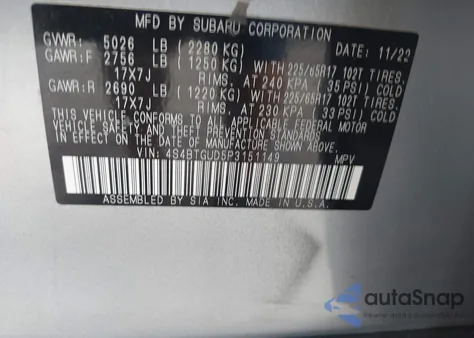 MFD BY SUBARU CORPORATION
GVWR: 5026 LB (2280 KG) DATE: 11/22
GAWR:F 2756 LB (1250 KG) WITH 225/65R17 102T TIRES.
17X7J RIMS. AT 240 KPA (35 PSI) COLD
GAWR:R 2690 LB (1220 KG) WITH 225/65R17 102T TIRES.
17X7J RIMS. AT 230 KPA (33 PSI) COLD
THIS VEHICLE CONFORMS TO ALL APPLICABLE FEDERAL MOTOR
VEHICLE SAFETY, BUMPER, AND THEFT PREVENTION STANDARDS
IN EFFECT ON THE DATE OF MANUFACTURE SHOWN ABOVE.
VIN: 4S4BTGUD5P3151149 MPV
ASSEMBLED BY SIA INC. MADE IN U.S.A.
autoSnap